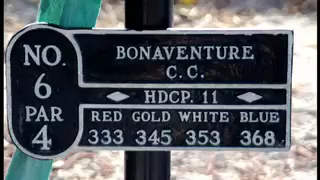 NO.
6
PAR
4
BONAVENTURE
C. C.
HDCP. 11
RED GOLD WHITE BLUE
333 345 353 368